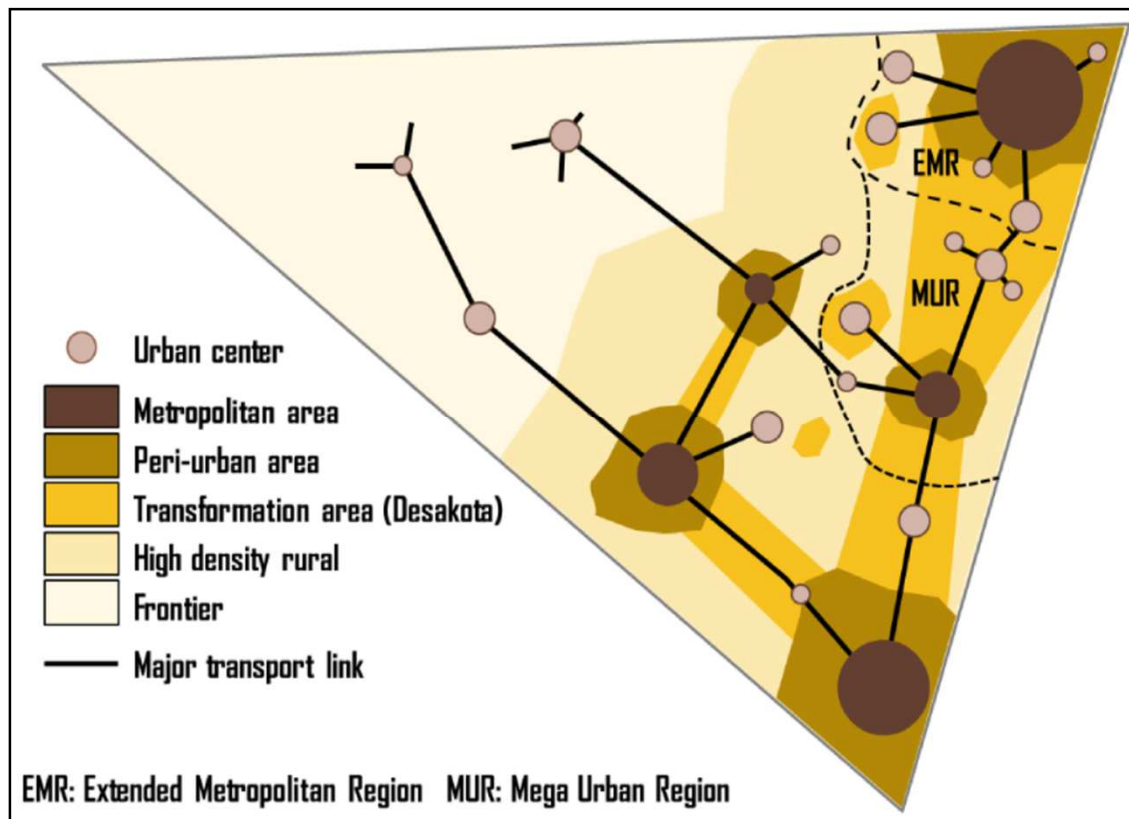 EMR
MUR
Urban center
Metropolitan area
Peri-urban area
Transformation area (Desakota)
High density rural
Frontier
Major transport link
EMR: Extended Metropolitan Region MUR: Mega Urban Region